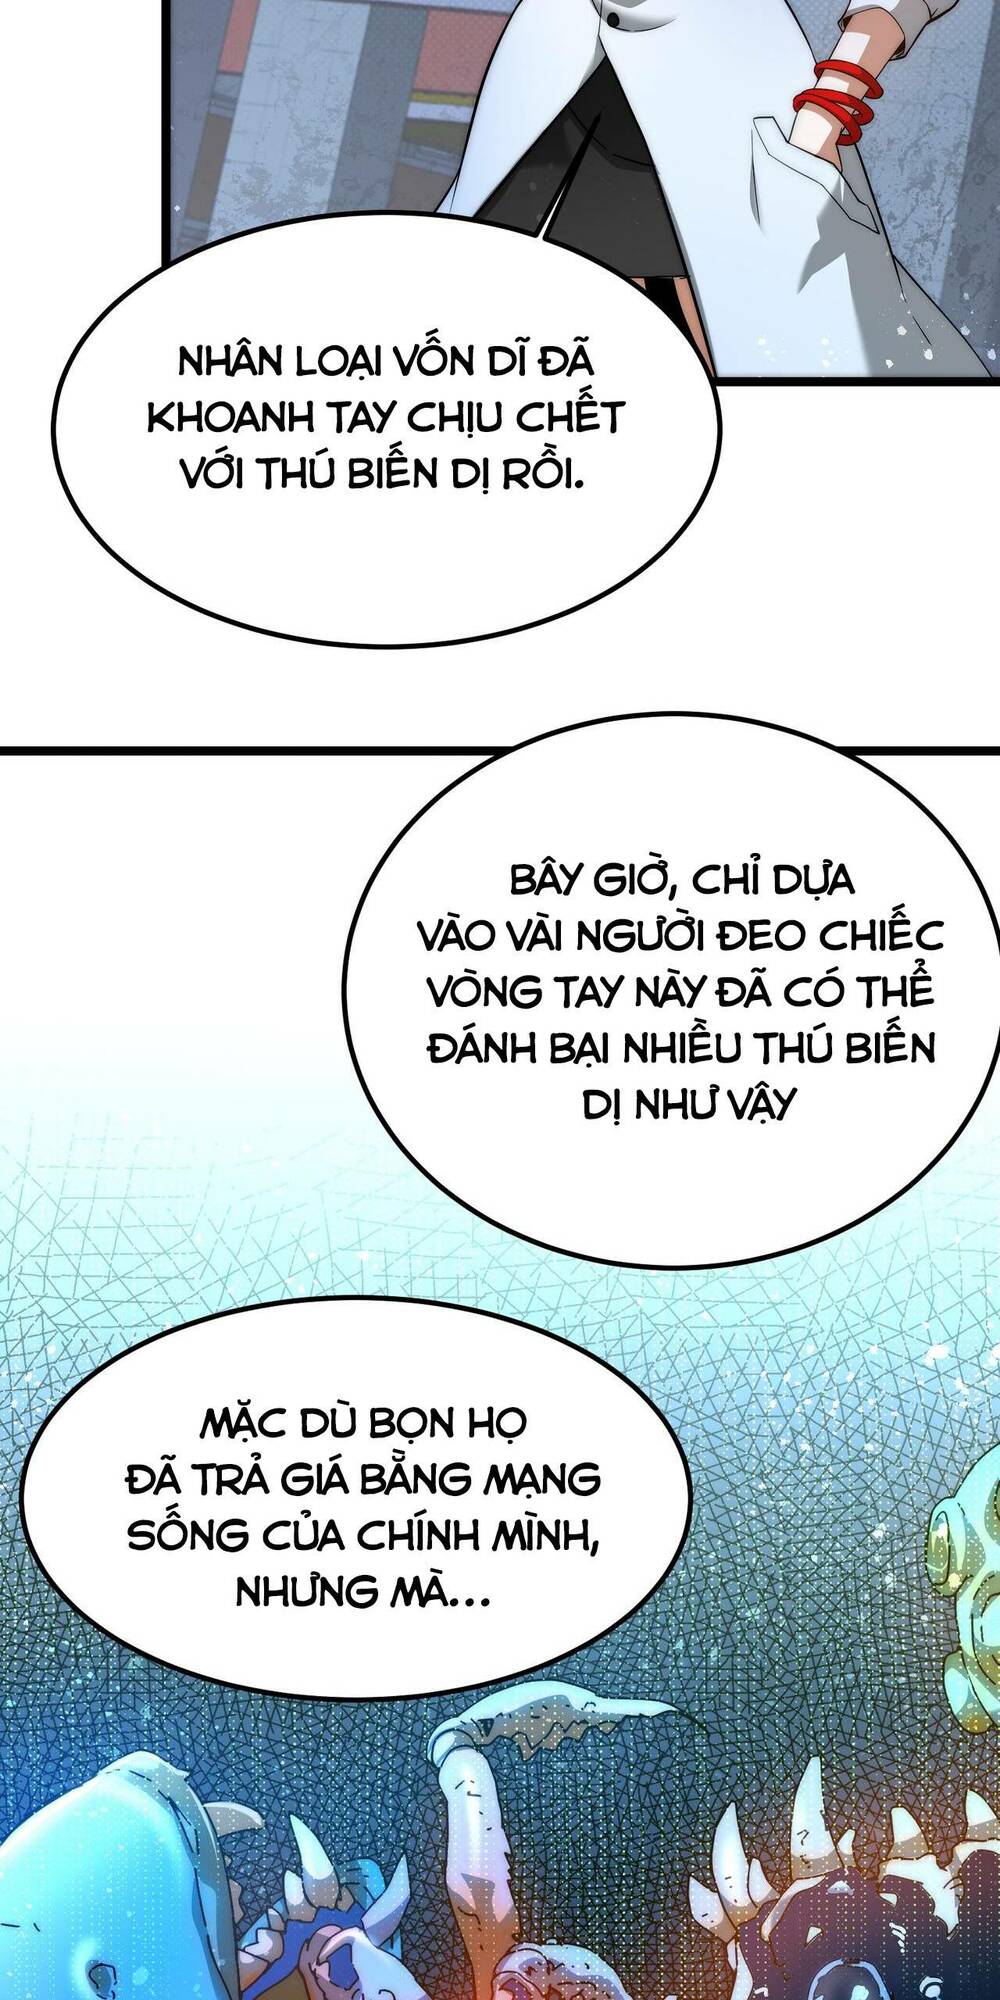 NHÂN LOẠI VỐN DĨ ĐÃ
KHOANH TAY CHỊU CHẾT
VỚI THÚ BIẾN DỊ RỒI.
BÂY GIỜ, CHỈ DỰA
VÀO VÀI NGƯỜI ĐEO CHIẾC
VÒNG TAY NÀY ĐÃ CÓ THỂ
ĐÁNH BẠI NHIỀU THÚ BIẾN
DỊ NHƯ VẬY
MẶC DÙ BỌN HỌ
ĐÃ TRẢ GIÁ BẰNG MẠNG
SỐNG CỦA CHÍNH MÌNH,
NHƯNG MÀ...